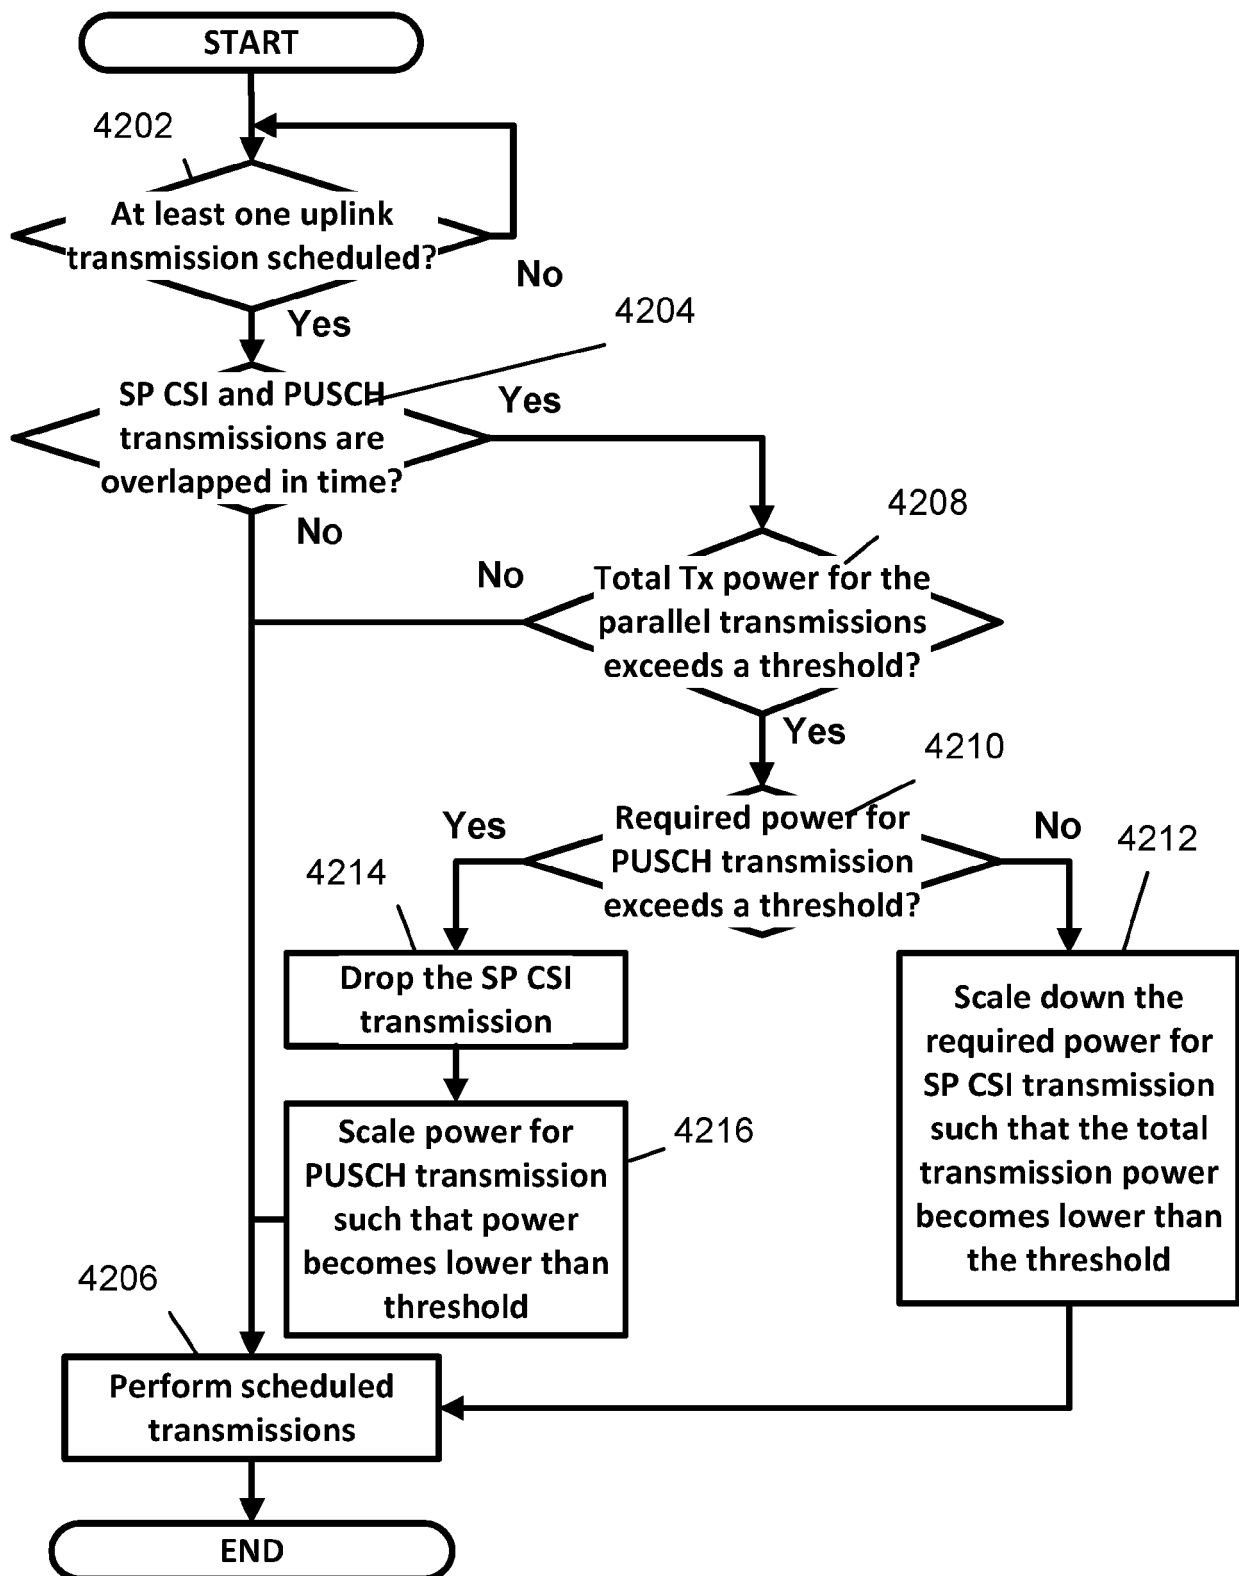 START
4202
At least one uplink
transmission scheduled?
No
Yes
4204
SP CSI and PUSCH
transmissions are
overlapped in time?
Yes
No
4208
No
Total Tx power for the
parallel transmissions
exceeds a threshold?
Yes
4210
Yes
Required power for
PUSCH transmission
exceeds a threshold?
No
4212
4214
Drop the SP CSI
transmission
Scale down the
required power for
SP CSI transmission
such that the total
transmission power
becomes lower than
the threshold
4216
Scale power for
PUSCH transmission
such that power
becomes lower than
threshold
4206
Perform scheduled
transmissions
END